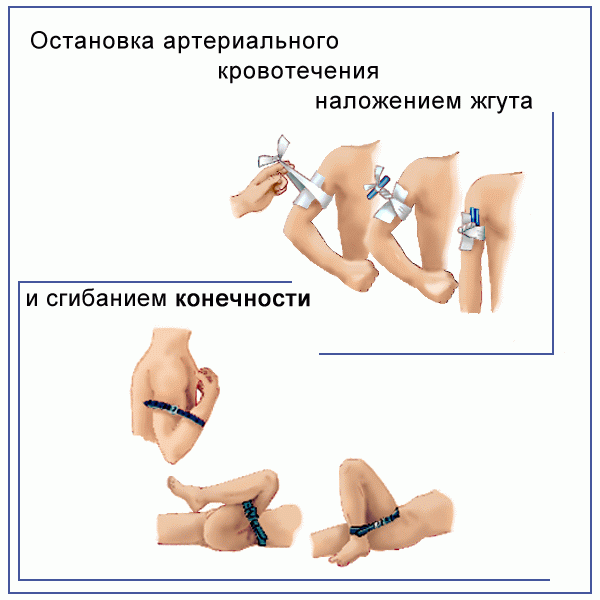 Остановка артериального
кровотечения
наложением жгута
и сгибанием конечности